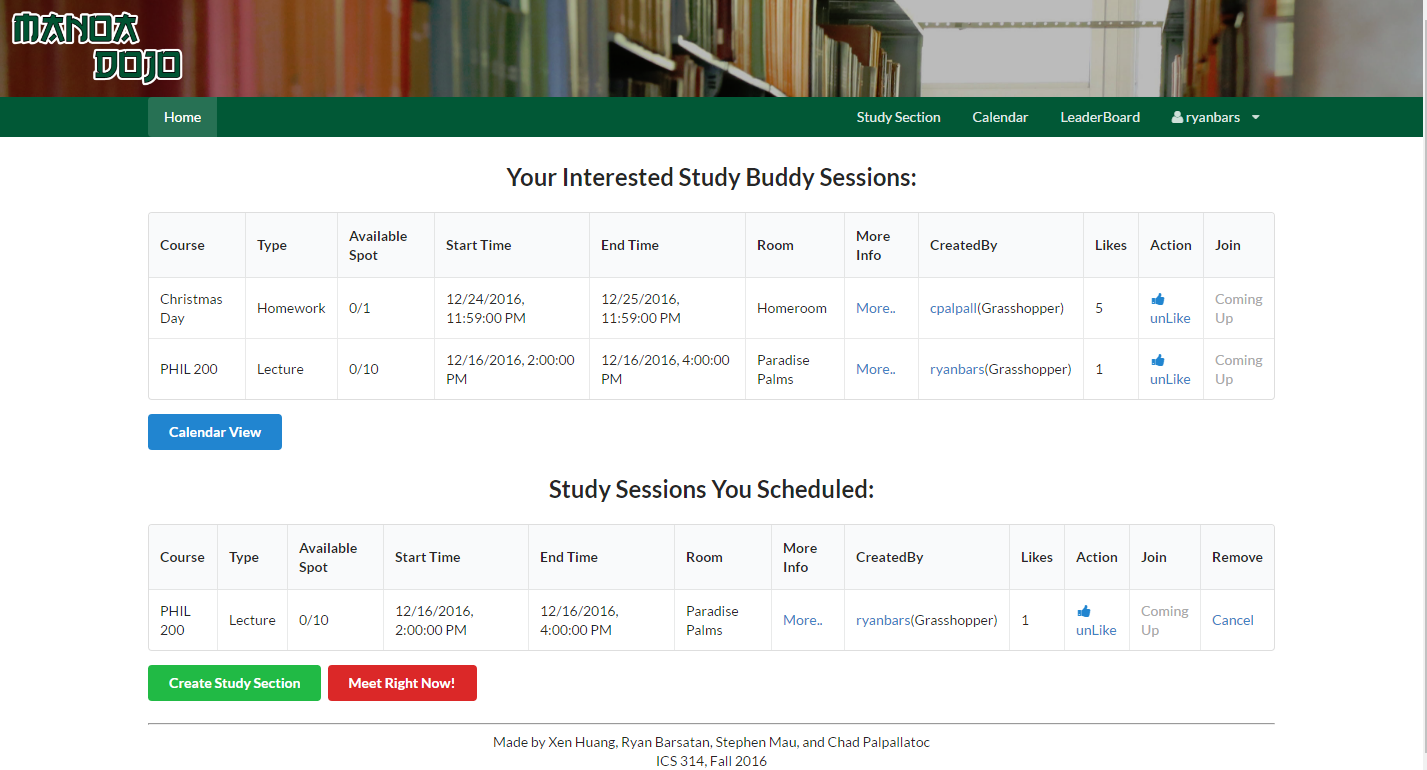 MANOA
DOJO
Home
Study Section
Calendar
LeaderBoard
ryanbars
Your Interested Study Buddy Sessions:
Course
Type
Available
Spot
Start Time
End Time
Room
More
Info
CreatedBy
Likes
Action
Join
Christmas
Day
Homework
0/1
12/24/2016,
11:59:00 PM
12/25/2016,
11:59:00 PM
Homeroom
More..
cpalpall(Grasshopper)
5
unLike
Coming
Up
PHIL 200
Lecture
0/10
12/16/2016, 2:00:00
PM
12/16/2016, 4:00:00
PM
Paradise
Palms
More..
ryanbars(Grasshopper)
1
unLike
Coming
Up
Calendar View
Study Sessions You Scheduled:
Course
Type
Available
Spot
Start Time
End Time
Room
More
Info
CreatedBy
Likes
Action
Join
Remove
PHIL
200
Lecture
0/10
12/16/2016,
2:00:00 PM
12/16/2016,
4:00:00 PM
Paradise
Palms
More..
ryanbars(Grasshopper)
1
unLike
Coming
Up
Cancel
Create Study Section
Meet Right Now!
Made by Xen Huang, Ryan Barsatan, Stephen Mau, and Chad Palpallatoc
ICS 314, Fall 2016